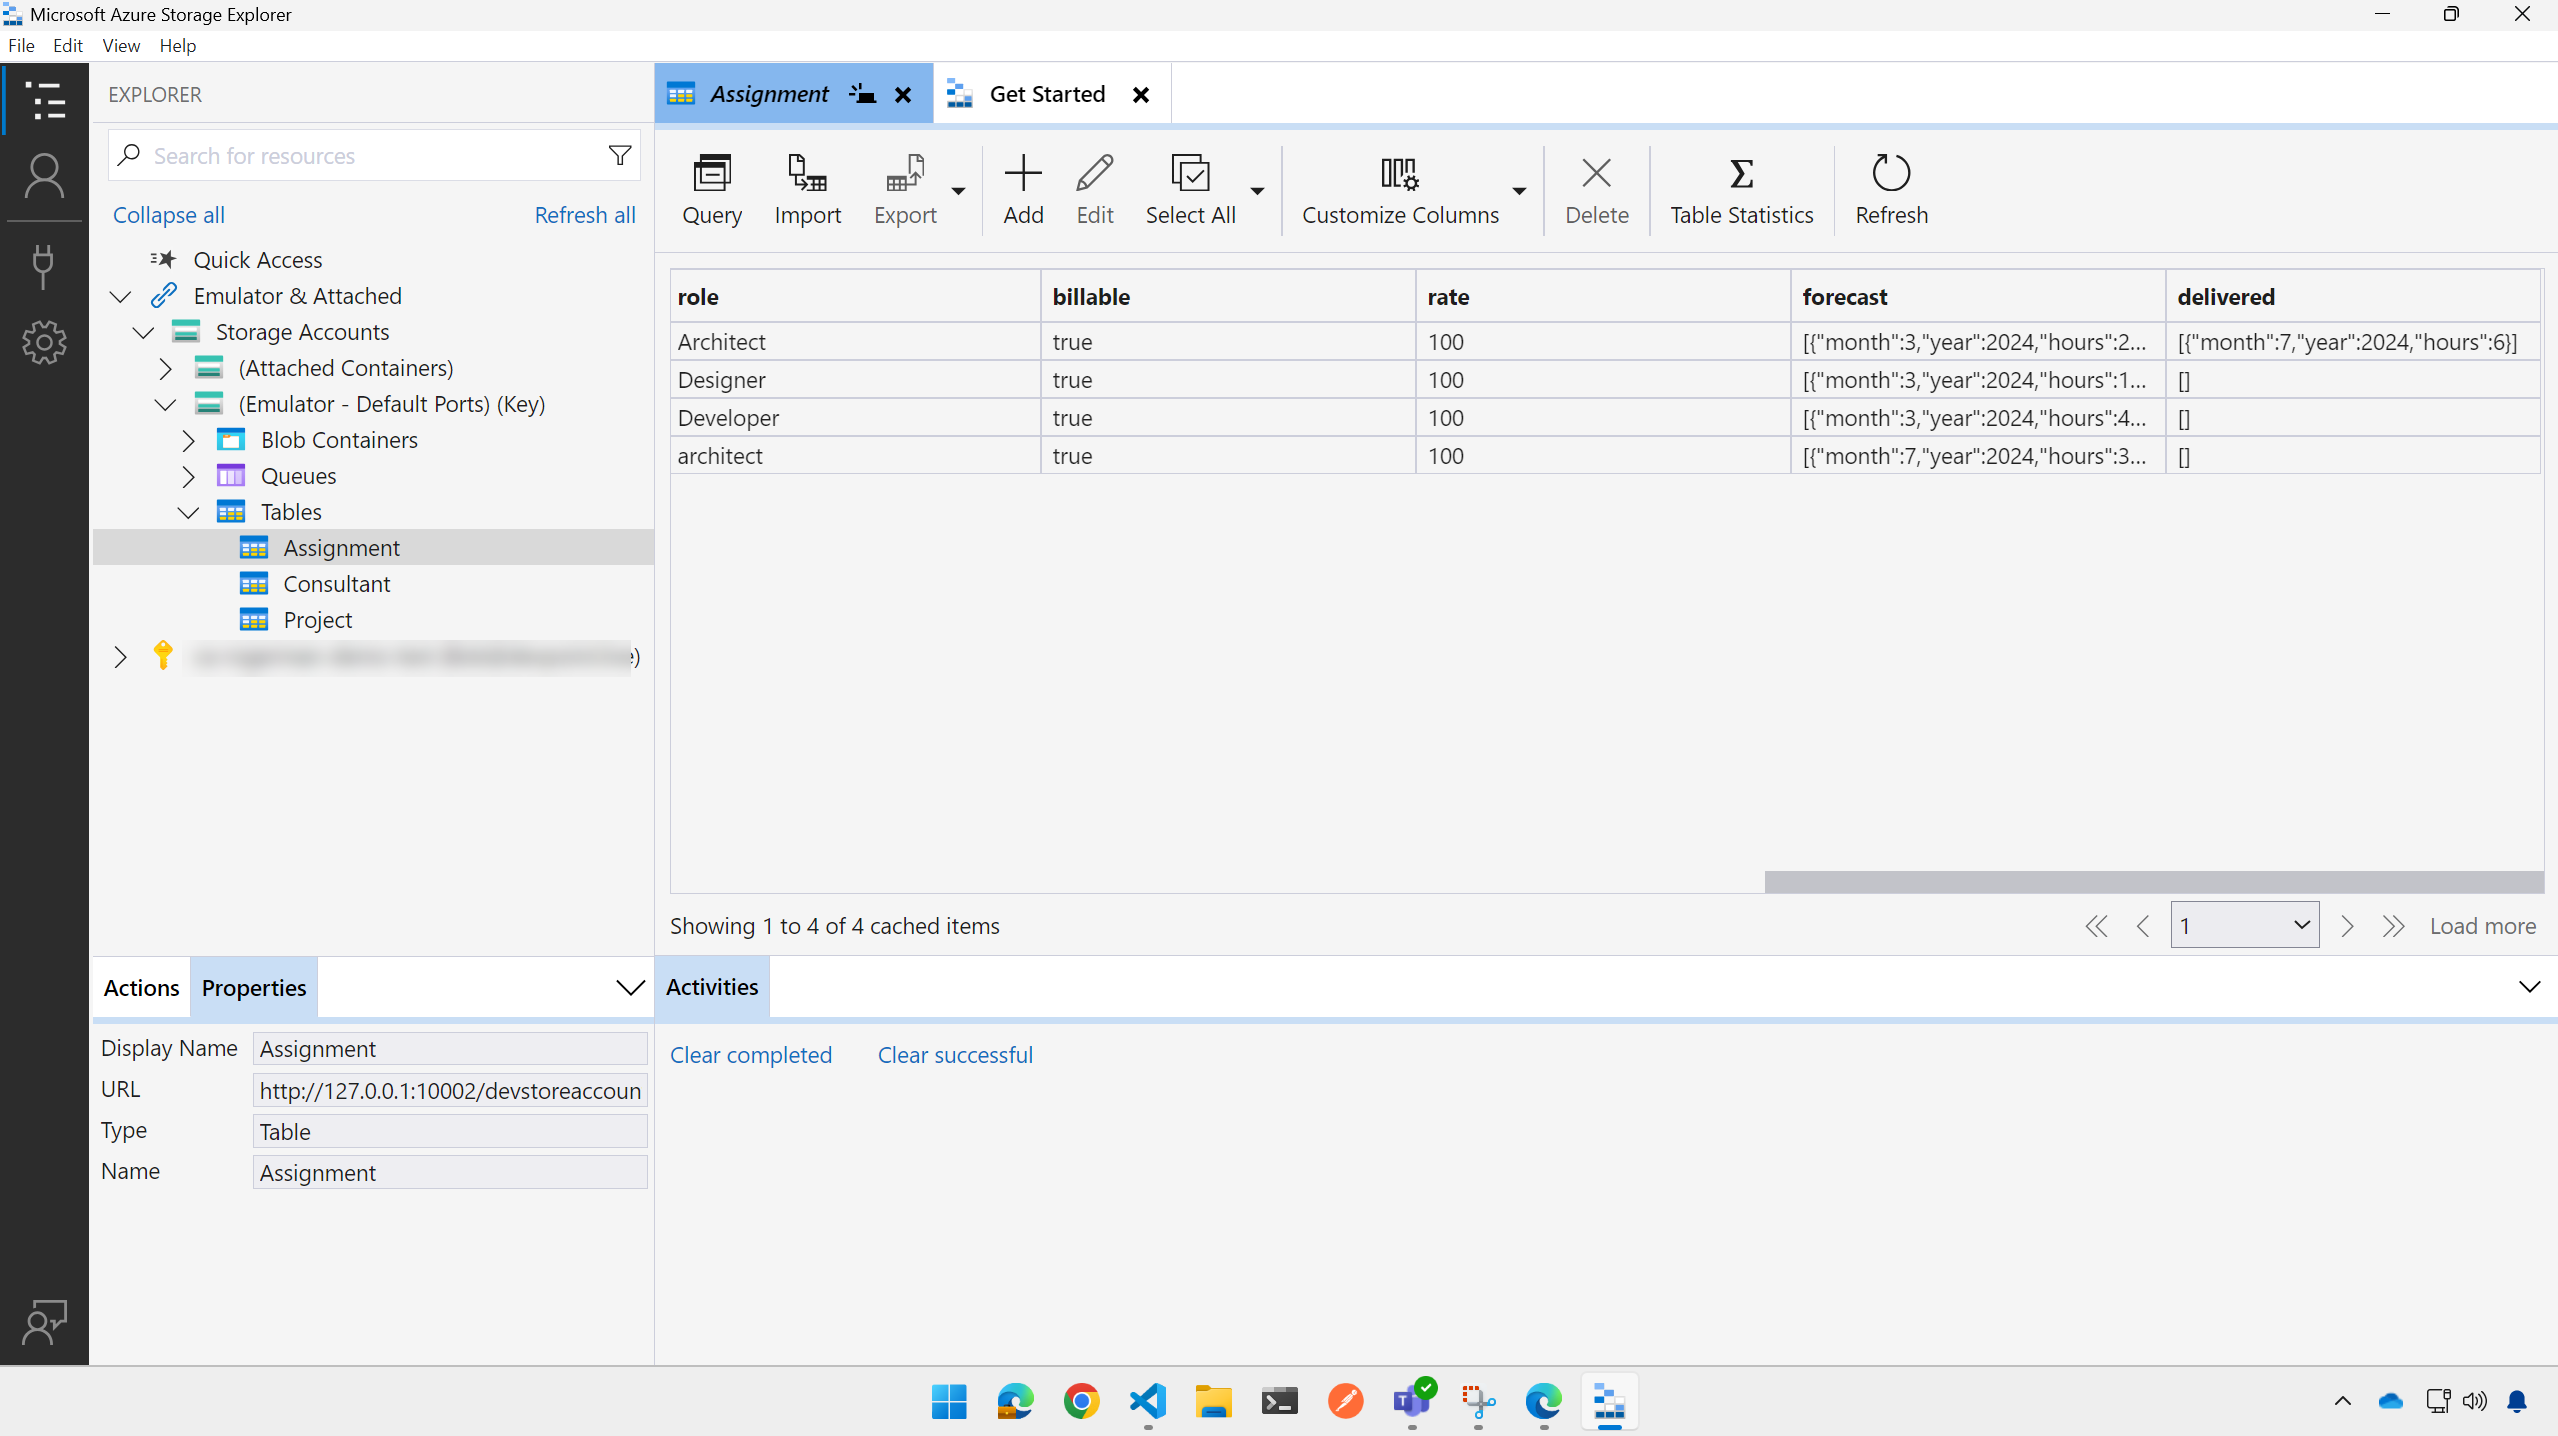 Microsoft Azure Storage Explorer
File Edit View Help
EXPLORER
Search for resources
Collapse all Refresh all
Quick Access
Emulator & Attached
Storage Accounts
(Attached Containers)
(Emulator - Default Ports) (Key)
Blob Containers
Queues
Tables
Assignment
Consultant
Project
Actions Properties
Display Name Assignment
URL http://127.0.0.1:10002/devstoreaccoun
Type Table
Name Assignment
Assignment Get Started
Query Import Export Add Edit Select All Customize Columns Delete Table Statistics Refresh
role billable rate forecast delivered
Architect true 100 [{"month":3,"year":2024,"hours":2... [{"month":7,"year":2024,"hours":6}]
Designer true 100 [{"month":3,"year":2024,"hours":1... []
Developer true 100 [{"month":3,"year":2024,"hours":4... []
architect true 100 [{"month":7,"year":2024,"hours":3... []
Showing 1 to 4 of 4 cached items 1 Load more
Activities
Clear completed Clear successful